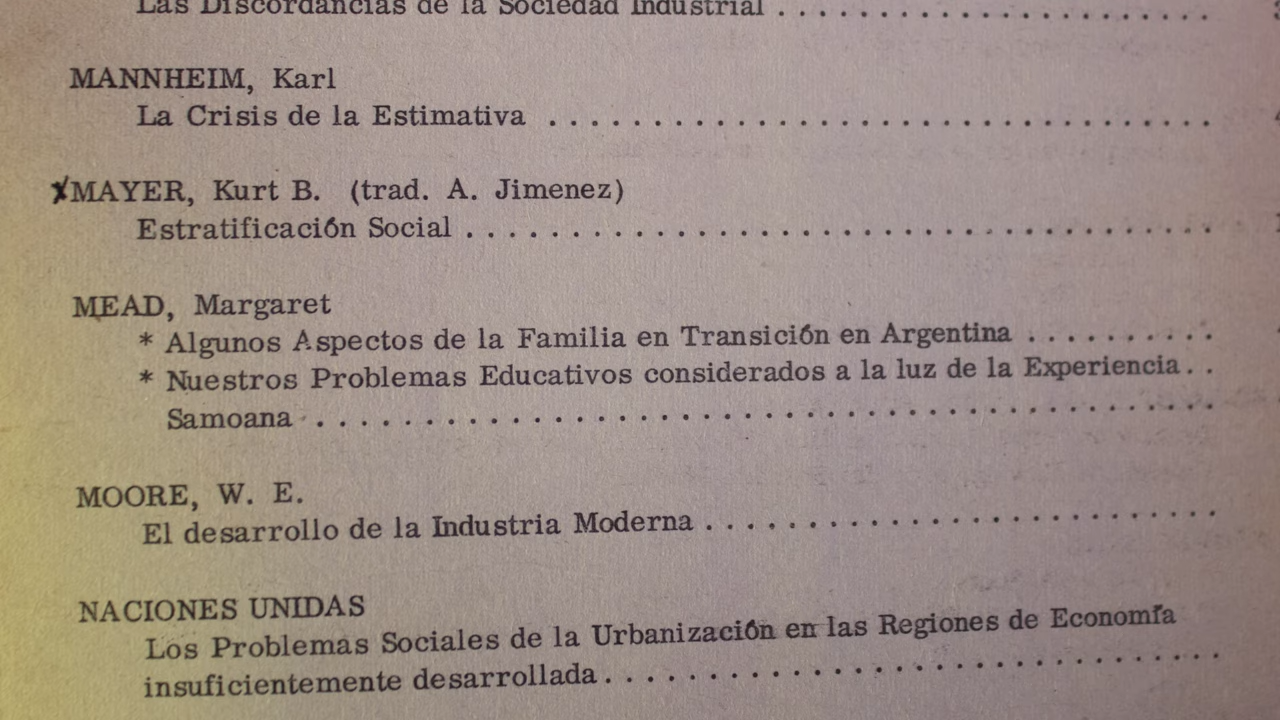 Las Discordancias de la Sociedad Industrial . . . . . . . . . . . . . . . . . . .
MANNHEIM, Karl
La Crisis de la Estimativa . . . . . . . . . . . . . . . . . . . . . . . . . . . . .
xMAYER, Kurt B. (trad. A. Jimenez)
Estratificación Social . . . . . . . . . . . . . . . . . . . . . . . . . . . . . . . .
MEAD, Margaret
* Algunos Aspectos de la Familia en Transición en Argentina . . . . . . . . . .
* Nuestros Problemas Educativos considerados a la luz de la Experiencia . .
Samoana . . . . . . . . . . . . . . . . . . . . . . . . . . . . . . . . . . . . . .
MOORE, W. E.
El desarrollo de la Industria Moderna . . . . . . . . . . . . . . . . . . . . . .
NACIONES UNIDAS
Los Problemas Sociales de la Urbanización en las Regiones de Economía
insuficientemente desarrollada . . . . . . . . . . . . . . . . . . . . . . . . . .